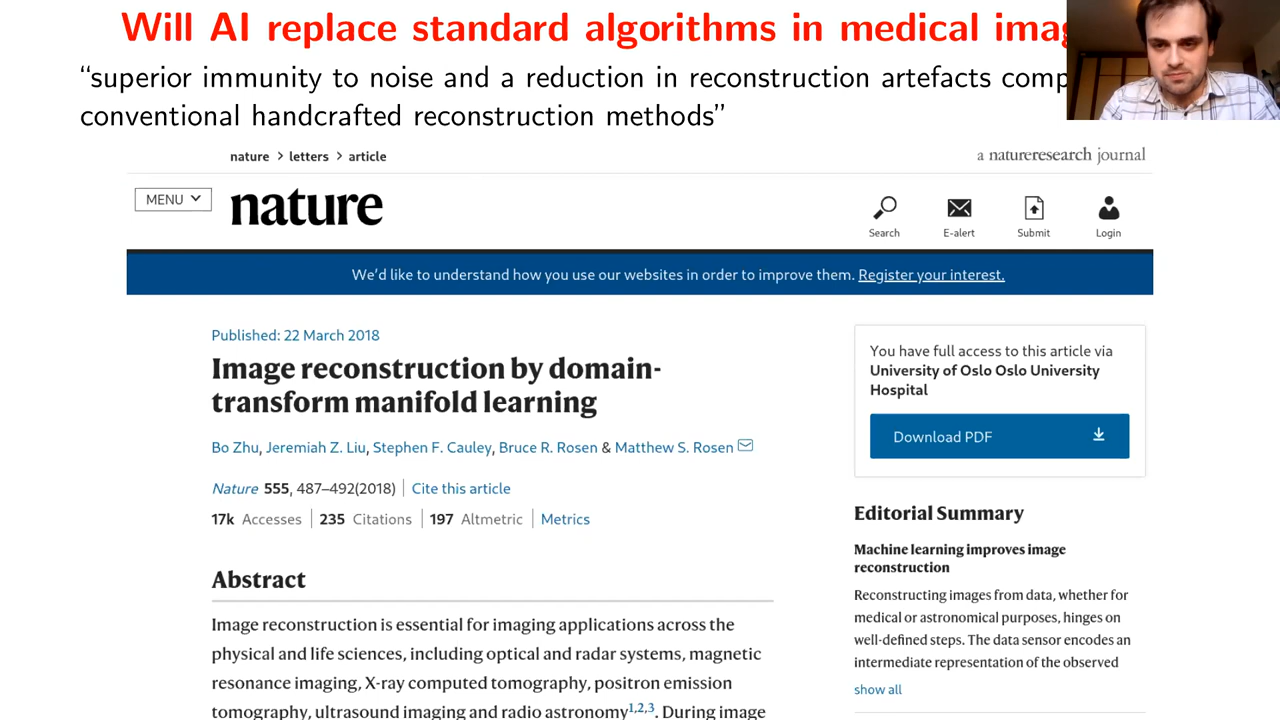 Will AI replace standard algorithms in medical imag
“superior immunity to noise and a reduction in reconstruction artefacts comp
conventional handcrafted reconstruction methods”
nature > letters > article
a natureresearch journal
MENU
nature
Search
E-alert
Submit
Login
We’d like to understand how you use our websites in order to improve them. Register your interest.
Published: 22 March 2018
Image reconstruction by domain-
transform manifold learning
Bo Zhu, Jeremiah Z. Liu, Stephen F. Cauley, Bruce R. Rosen & Matthew S. Rosen
Nature 555, 487–492(2018) | Cite this article
17k Accesses | 235 Citations | 197 Altmetric | Metrics
Abstract
Image reconstruction is essential for imaging applications across the
physical and life sciences, including optical and radar systems, magnetic
resonance imaging, X-ray computed tomography, positron emission
tomography, ultrasound imaging and radio astronomy1,2,3. During image
You have full access to this article via
University of Oslo Oslo University
Hospital
Download PDF
Editorial Summary
Machine learning improves image
reconstruction
Reconstructing images from data, whether for
medical or astronomical purposes, hinges on
well-defined steps. The data sensor encodes an
intermediate representation of the observed
show all